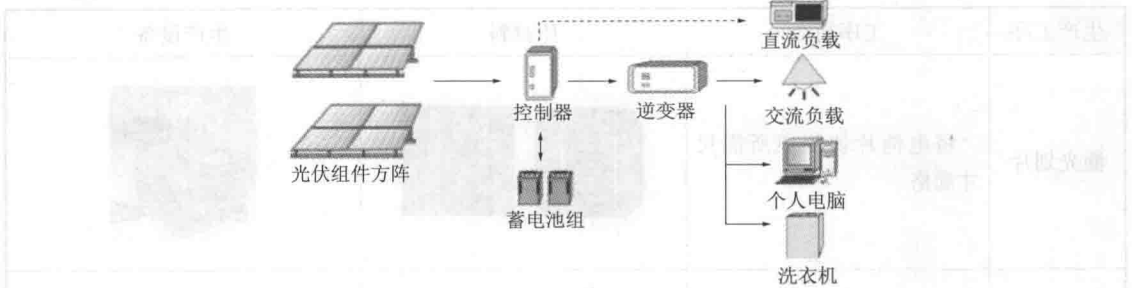 直流负载
控制器
逆变器
交流负载
光伏组件方阵
个人电脑
蓄电池组
洗衣机